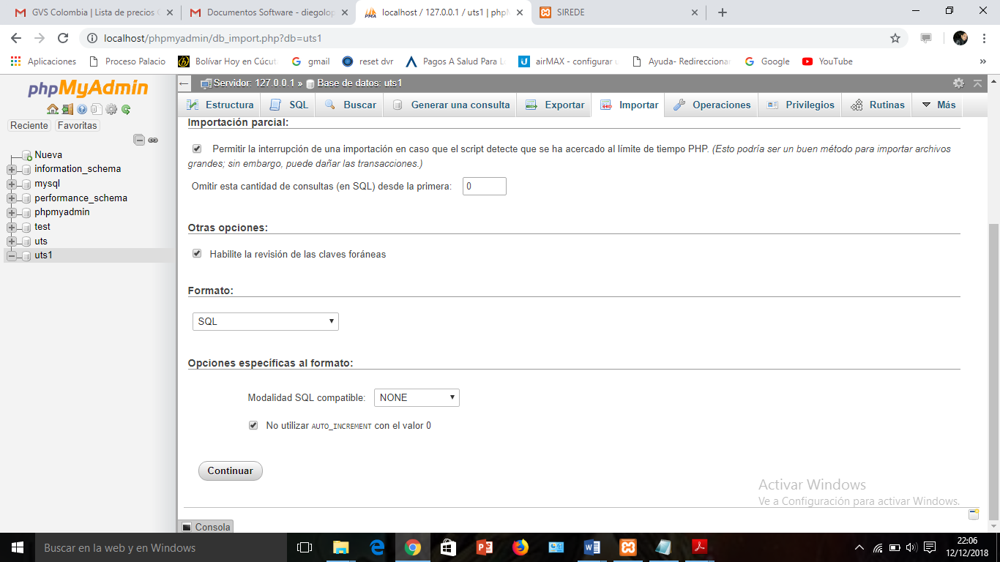 GVS Colombia | Lista de precios
Documentos Software - diegolop
localhost / 127.0.0.1 / uts1 | phpM
SIREDE
localhost/phpmyadmin/db_import.php?db=uts1
Aplicaciones
Proceso Palacio
Bolívar Hoy en Cúcut
gmail
reset dvr
Pagos A Salud Para L
airMAX - configurar u
Ayuda- Redireccionar
Google
YouTube
»
phpMyAdmin
Reciente
Favoritas
Nueva
information_schema
mysql
performance_schema
phpmyadmin
test
uts
uts1
Servidor: 127.0.0.1 » Base de datos: uts1
Estructura
SQL
Buscar
Generar una consulta
Exportar
Importar
Operaciones
Privilegios
Rutinas
Más
Importación parcial:
Permitir la interrupción de una importación en caso que el script detecte que se ha acercado al límite de tiempo PHP. (Esto podría ser un buen método para importar archivos
grandes; sin embargo, puede dañar las transacciones.)
Omitir esta cantidad de consultas (en SQL) desde la primera: 0
Otras opciones:
Habilite la revisión de las claves foráneas
Formato:
SQL
Opciones específicas al formato:
Modalidad SQL compatible: NONE
No utilizar AUTO_INCREMENT con el valor 0
Continuar
Activar Windows
Ve a Configuración para activar Windows.
Consola
Buscar en la web y en Windows
22:06
12/12/2018